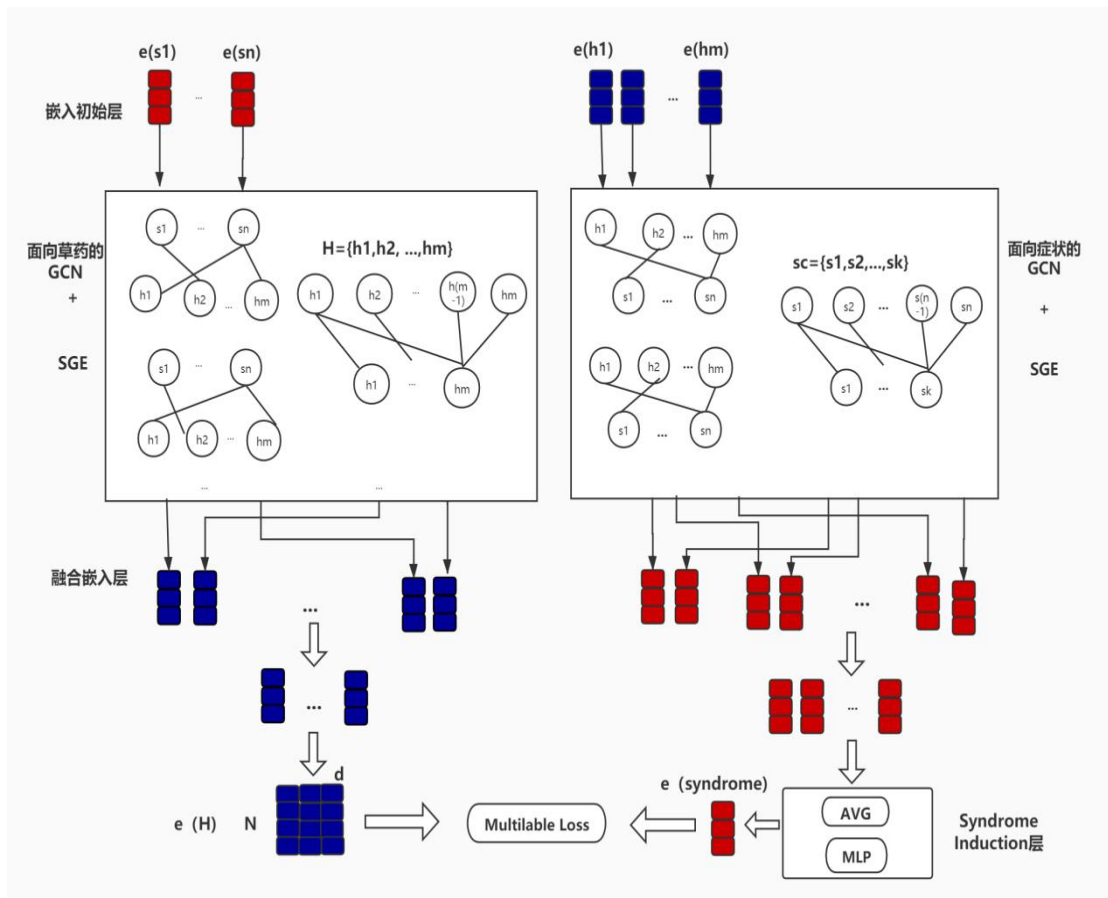 e(s1)
e(sn)
...
e(h1)
e(hm)
...
嵌入初始层
面向草药的
GCN
+
SGE
s1
...
sn
h1
h2
...
hm
H={h1,h2, ...,hm}
h1
h2
...
h(m
-1)
hm
h1
...
hm
s1
...
sn
h1
h2
...
hm
...
...
h1
h2
...
hm
s1
...
sn
sc={s1,s2,...,sk}
s1
s2
...
s(n
-1)
sn
s1
...
sk
h1
h2
...
hm
s1
...
sn
面向症状的
GCN
+
SGE
融合嵌入层
...
...
...
...
d
e（H）
N
Multilable Loss
e（syndrome）
AVG
MLP
Syndrome
Induction层